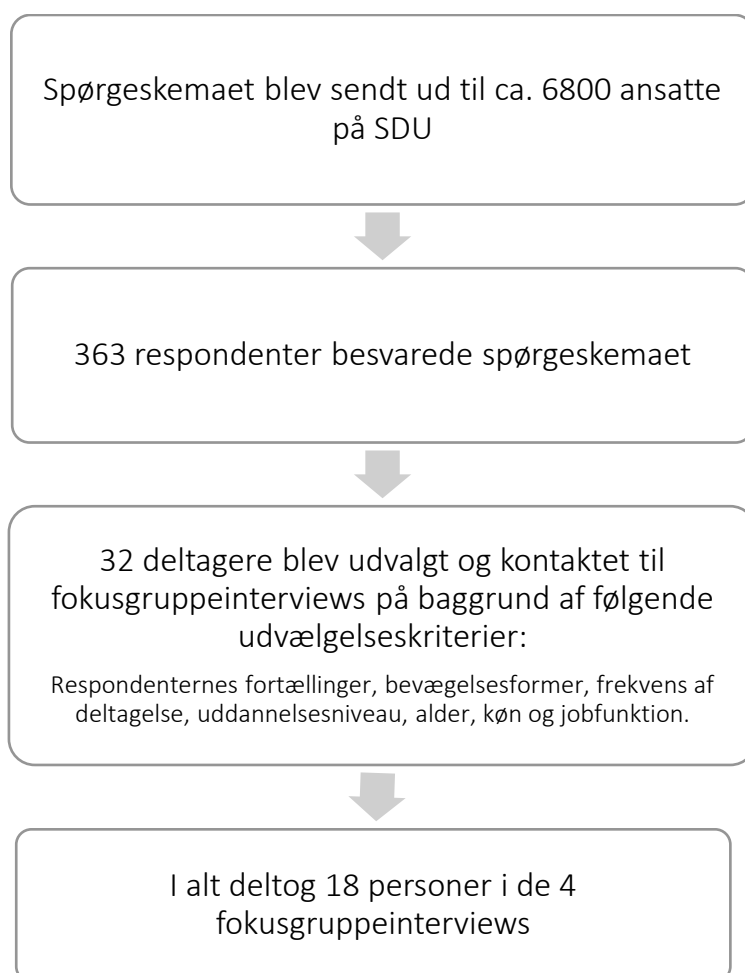 Spørgeskemaet blev sendt ud til ca. 6800 ansatte
på SDU
363 respondenter besvarede spørgeskemaet
32 deltagere blev udvalgt og kontaktet til
fokusgruppeinterviews på baggrund af følgende
udvælgelseskriterier:
Respondenternes fortællinger, bevægelsesformer, frekvens af
deltagelse, uddannelsesniveau, alder, køn og jobfunktion.
I alt deltog 18 personer i de 4
fokusgruppeinterviews